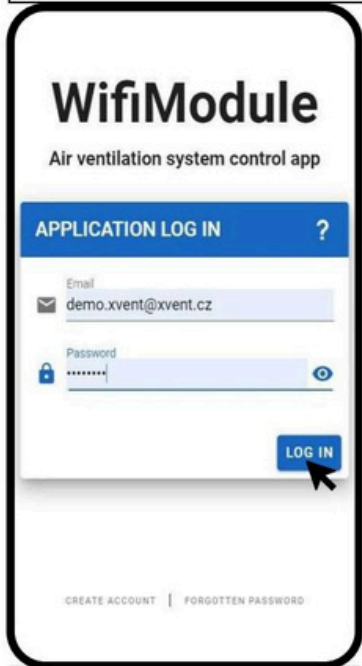 WifiModule
Air ventilation system control app
APPLICATION LOG IN ?
Email
demo.xvent@xvent.cz
Password
••••••••
LOG IN
CREATE ACCOUNT | FORGOTTEN PASSWORD